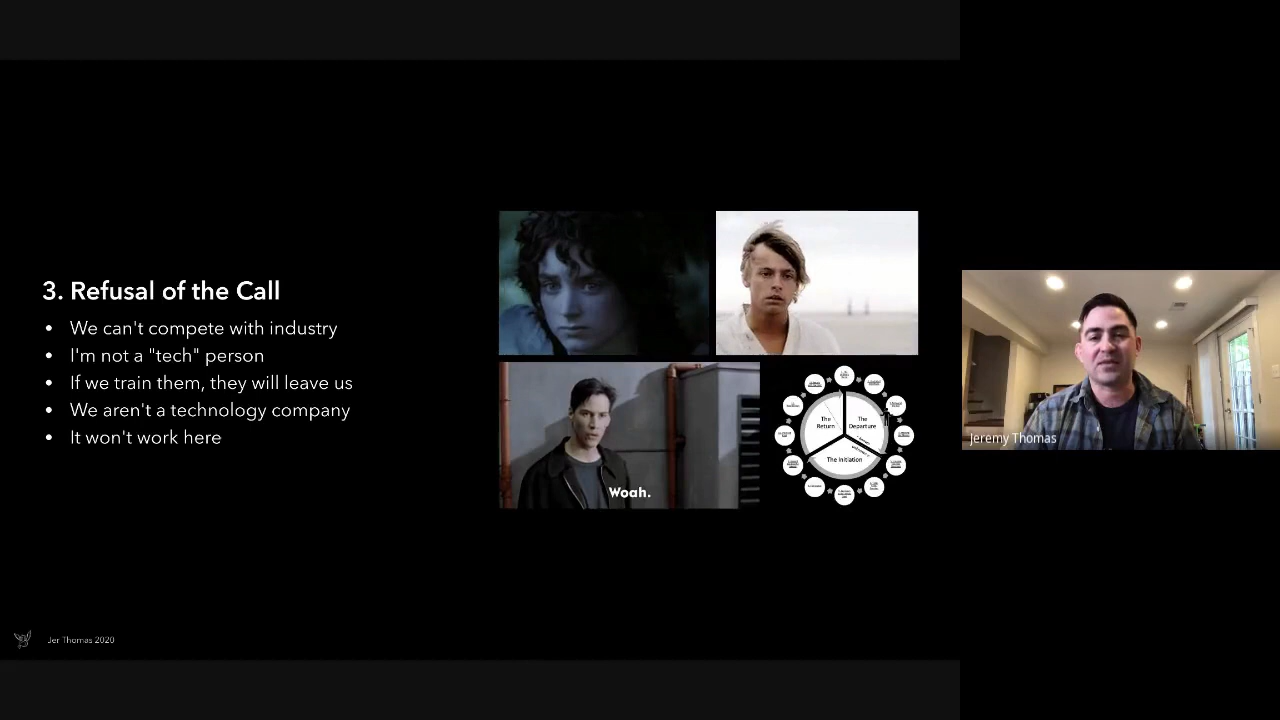 3. Refusal of the Call
• We can't compete with industry
• I'm not a "tech" person
• If we train them, they will leave us
• We aren't a technology company
• It won't work here
Woah.
The
Return
The
Departure
The Initiation
Jeremy Thomas
Jer Thomas 2020